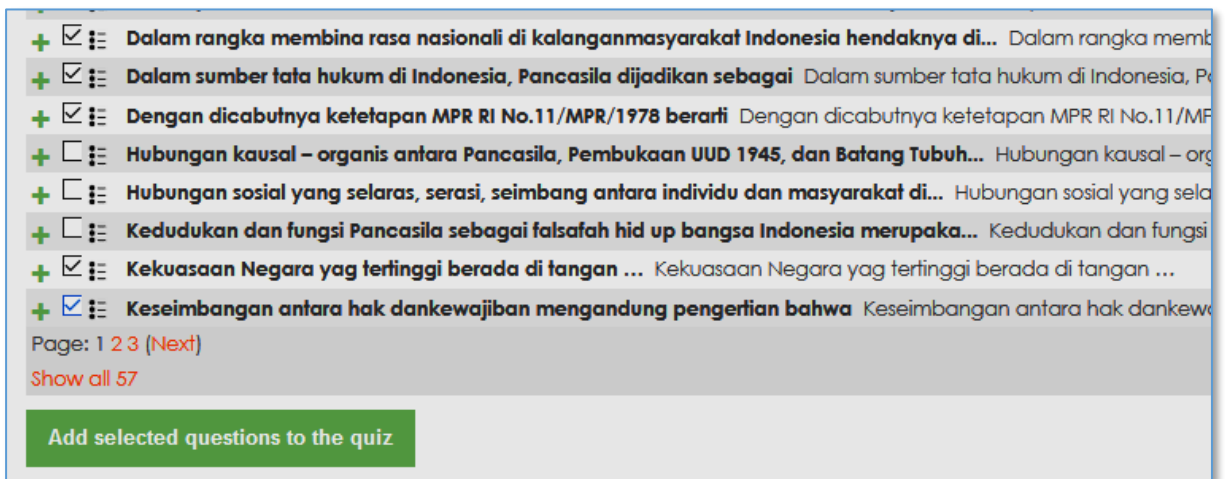 Dalam rangka membina rasa nasionali di kalanganmasyarakat Indonesia hendaknya di... Dalam rangka memb
Dalam sumber tata hukum di Indonesia, Pancasila dijadikan sebagai Dalam sumber tata hukum di Indonesia, P
Dengan dicabutnya ketetapan MPR RI No.11/MPR/1978 berarti Dengan dicabutnya ketetapan MPR RI No.11/MP
Hubungan kausal – organis antara Pancasila, Pembukaan UUD 1945, dan Batang Tubuh... Hubungan kausal – org
Hubungan sosial yang selaras, serasi, seimbang antara individu dan masyarakat di... Hubungan sosial yang sela
Kedudukan dan fungsi Pancasila sebagai falsafah hid up bangsa Indonesia merupaka... Kedudukan dan fungsi
Kekuasaan Negara yag tertinggi berada di tangan ... Kekuasaan Negara yag tertinggi berada di tangan ...
Keseimbangan antara hak dankewajiban mengandung pengertian bahwa Keseimbangan antara hak dankewa
Page: 1 2 3 (Next)
Show all 57
Add selected questions to the quiz